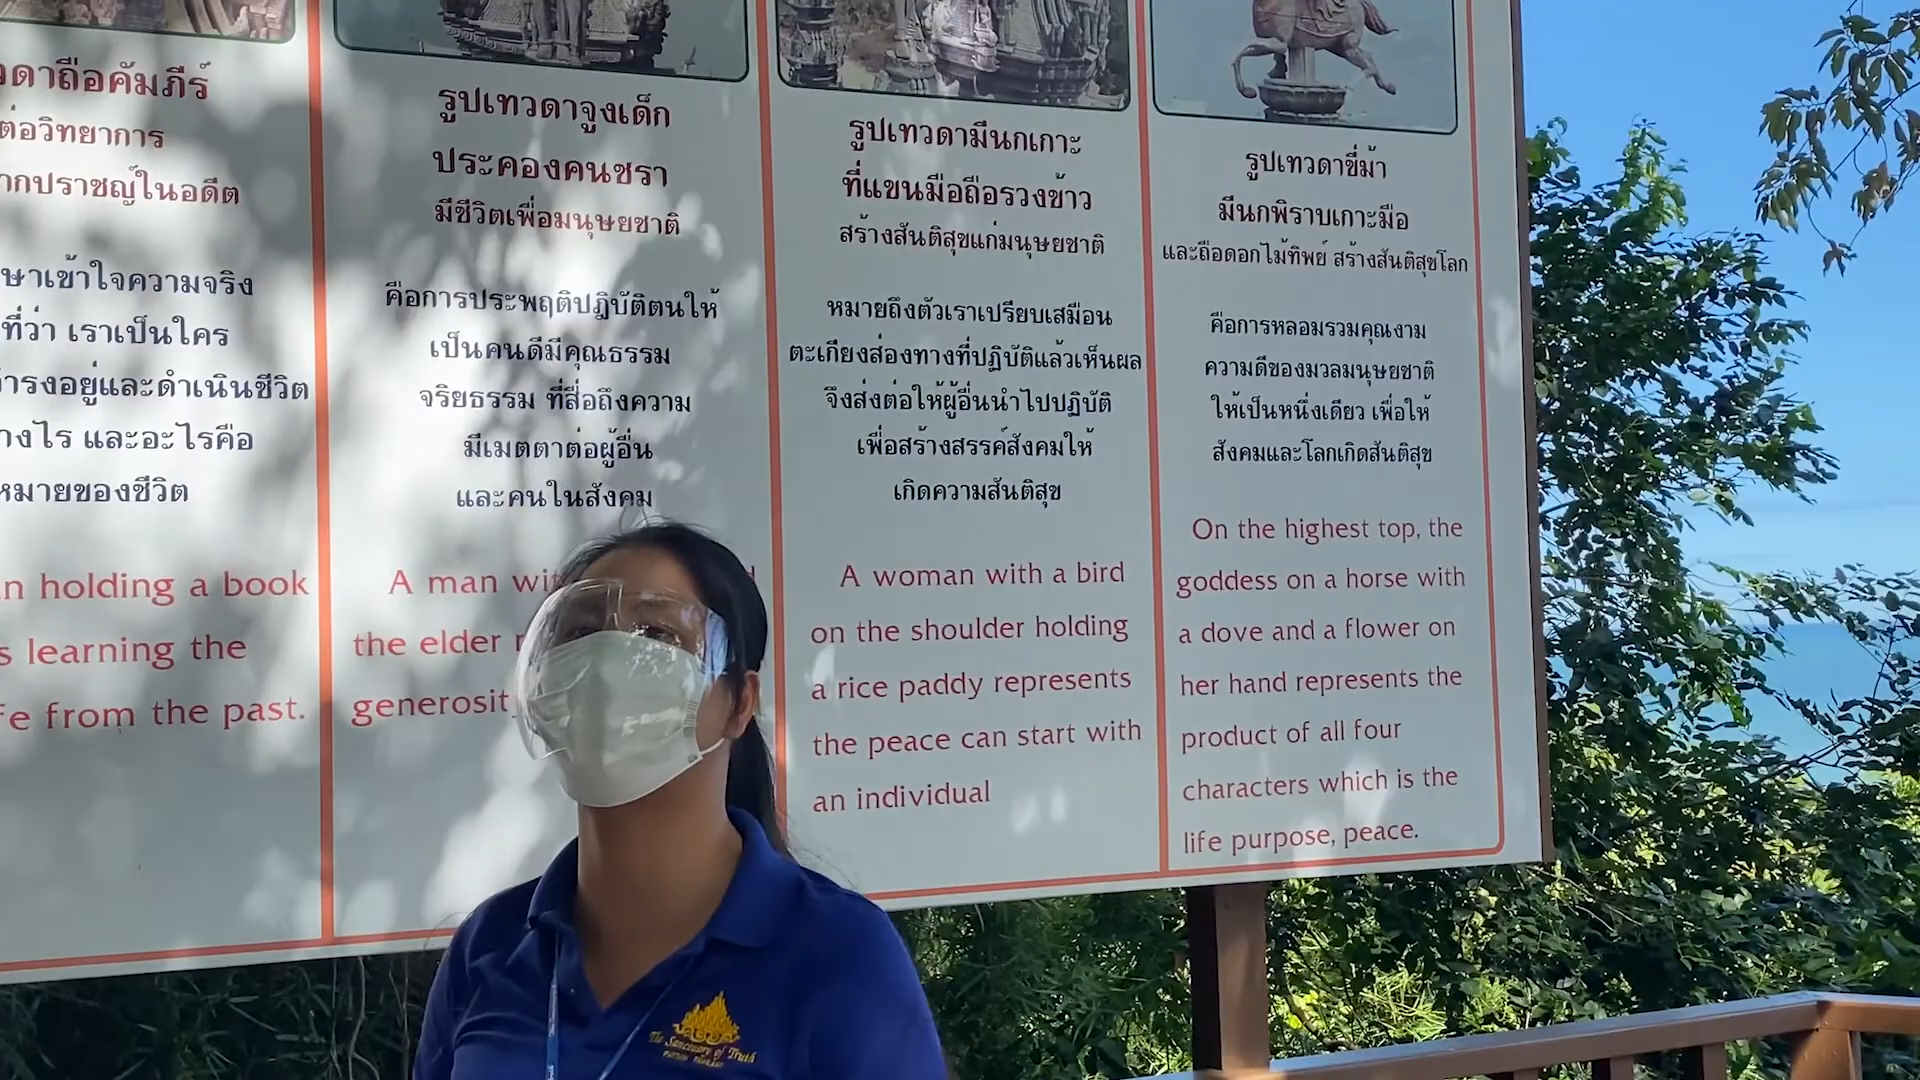 วดาถือคัมภีร์
ต่อวิทยาการ
ากปราชญ์ในอดีต
ษาเข้าใจความจริง
ที่ว่า เราเป็นใคร
ำรงอยู่และดำเนินชีวิต
างไร และอะไรคือ
หมายของชีวิต
n holding a book
s learning the
fe from the past.
รูปเทวดาจูงเด็ก
ประคองคนชรา
มีชีวิตเพื่อมนุษยชาติ
คือการประพฤติปฏิบัติตนให้
เป็นคนดีมีคุณธรรม
จริยธรรม ที่สื่อถึงความ
มีเมตตาต่อผู้อื่น
และคนในสังคม
A man wit
the elder r
generosit
รูปเทวดามีนกเกาะ
ที่แขนมือถือรวงข้าว
สร้างสันติสุขแก่มนุษยชาติ
หมายถึงตัวเราเปรียบเสมือน
ตะเกียงส่องทางที่ปฏิบัติแล้วเห็นผล
จึงส่งต่อให้ผู้อื่นนำไปปฏิบัติ
เพื่อสร้างสรรค์สังคมให้
เกิดความสันติสุข
A woman with a bird
on the shoulder holding
a rice paddy represents
the peace can start with
an individual
รูปเทวดาขี่ม้า
มีนกพิราบเกาะมือ
และถือดอกไม้ทิพย์ สร้างสันติสุขโลก
คือการหลอมรวมคุณงาม
ความดีของมวลมนุษยชาติ
ให้เป็นหนึ่งเดียว เพื่อให้
สังคมและโลกเกิดสันติสุข
On the highest top, the
goddess on a horse with
a dove and a flower on
her hand represents the
product of all four
characters which is the
life purpose, peace.
The Sanctuary of Truth
PATTAYA THAILAND